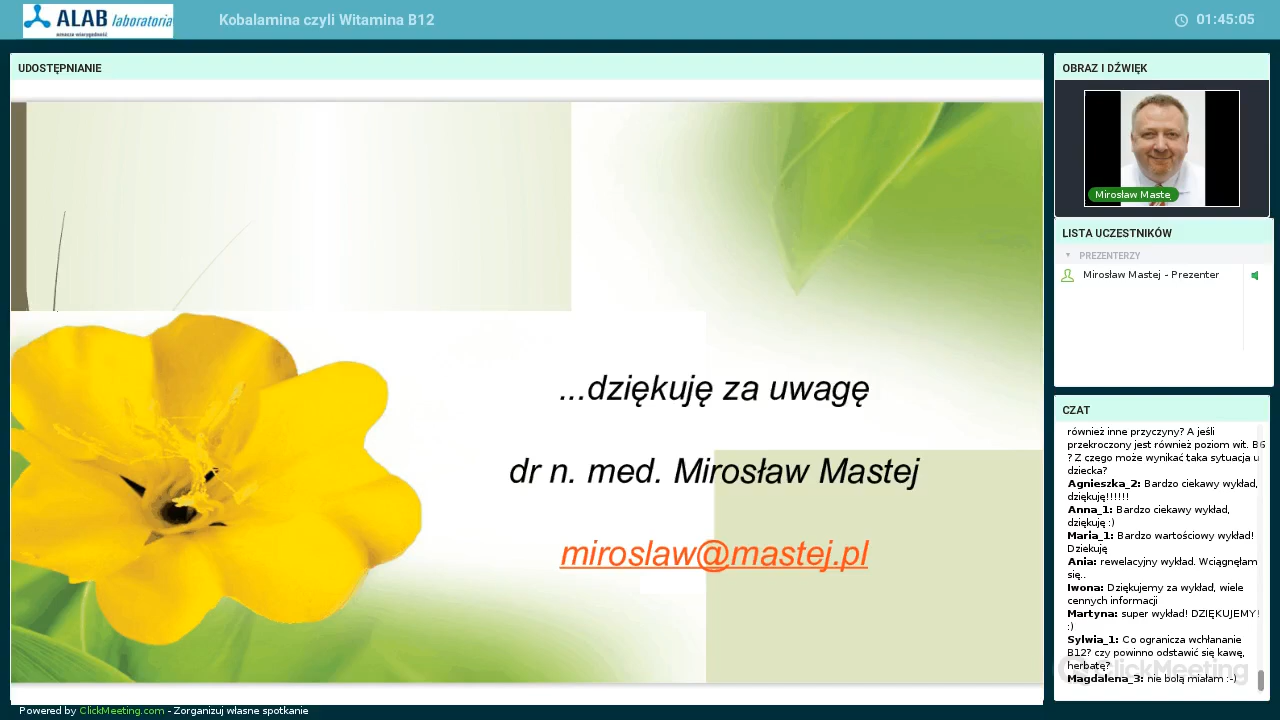 ALAB laboratoria
Kobalamina czyli Witamina B12
01:45:05
UDOSTĘPNIANIE
...dziękuję za uwagę
dr n. med. Mirosław Mastej
miroslaw@mastej.pl
OBRAZ I DŹWIĘK
Mirosław Mastej
LISTA UCZESTNIKÓW
PREZENTERZY
Mirosław Mastej - Prezenter
CZAT
również inne przyczyny? A jeśli
przekroczony jest również poziom wit. B6
? Z czego może wynikać taka sytuacja u
dziecka?
Agnieszka_2: Bardzo ciekawy wykład,
dziękuję!!!!!!
Anna_1: Bardzo ciekawy wykład,
dziękuję :)
Maria_1: Bardzo wartościowy wykład!
Dziekuję
Ania: rewelacyjny wykład. Wciągnęłam
się..
Iwona: Dziękujemy za wykład, wiele
cennych informacji
Martyna: super wykład! DZIĘKUJEMY!
:)
Sylwia_1: Co ogranicza wchłananie
B12? czy powinno odstawić się kawę,
herbatę?
Magdalena_3: nie bolą miałam :-)
ClickMeeting
Powered by ClickMeeting.com - Zorganizuj własne spotkanie